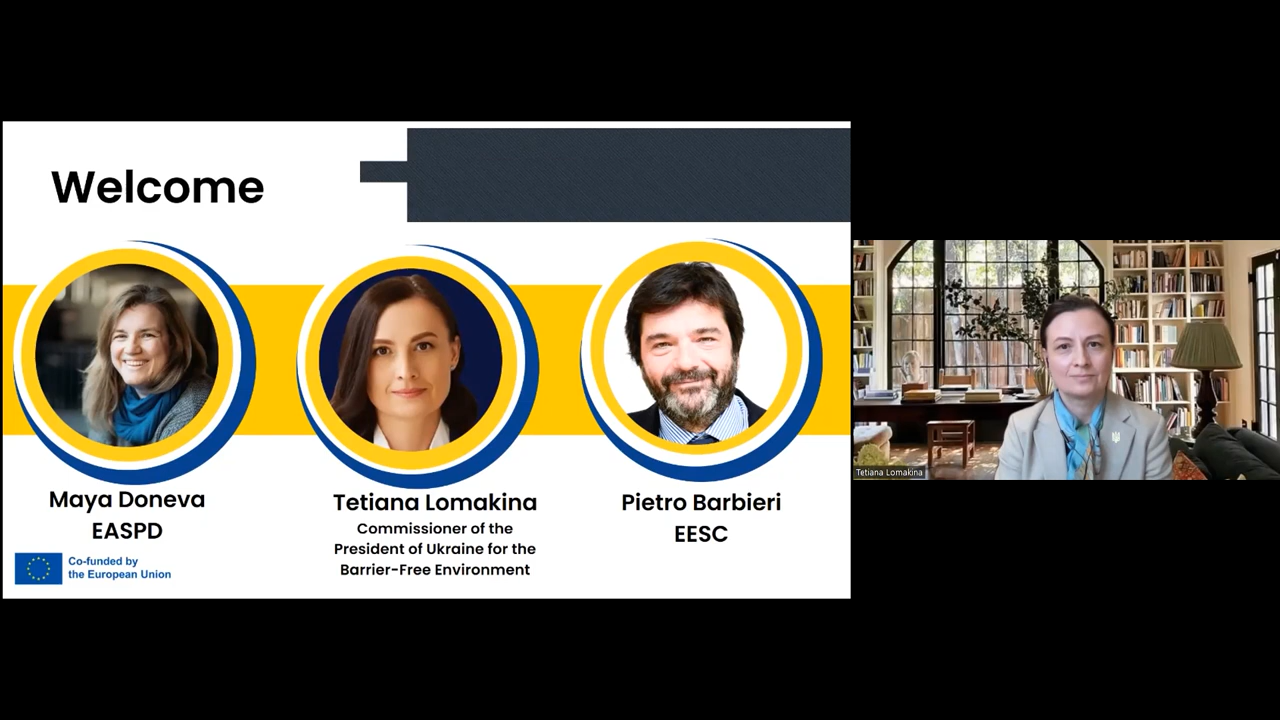 Welcome
Maya Doneva
EASPD
Tetiana Lomakina
Commissioner of the
President of Ukraine for the
Barrier-Free Environment
Pietro Barbieri
EESC
Co-funded by
the European Union
Tetiana Lomakina